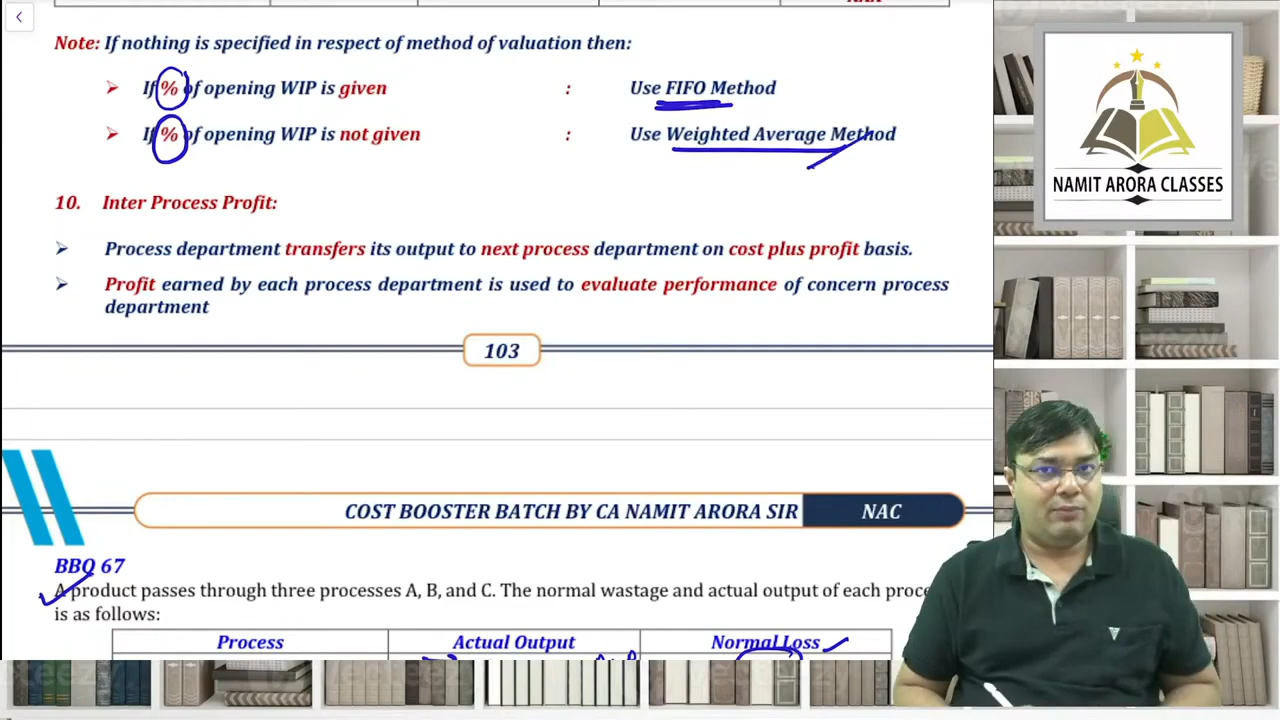 Note: If nothing is specified in respect of method of valuation then:
If % of opening WIP is given : Use FIFO Method
If % of opening WIP is not given : Use Weighted Average Method
10. Inter Process Profit:
Process department transfers its output to next process department on cost plus profit basis.
Profit earned by each process department is used to evaluate performance of concern process
department
103
COST BOOSTER BATCH BY CA NAMIT ARORA SIR NAC
BBQ 67
A product passes through three processes A, B, and C. The normal wastage and actual output of each
is as follows:
Process Actual Output Normal Loss
NAMIT ARORA CLASSES